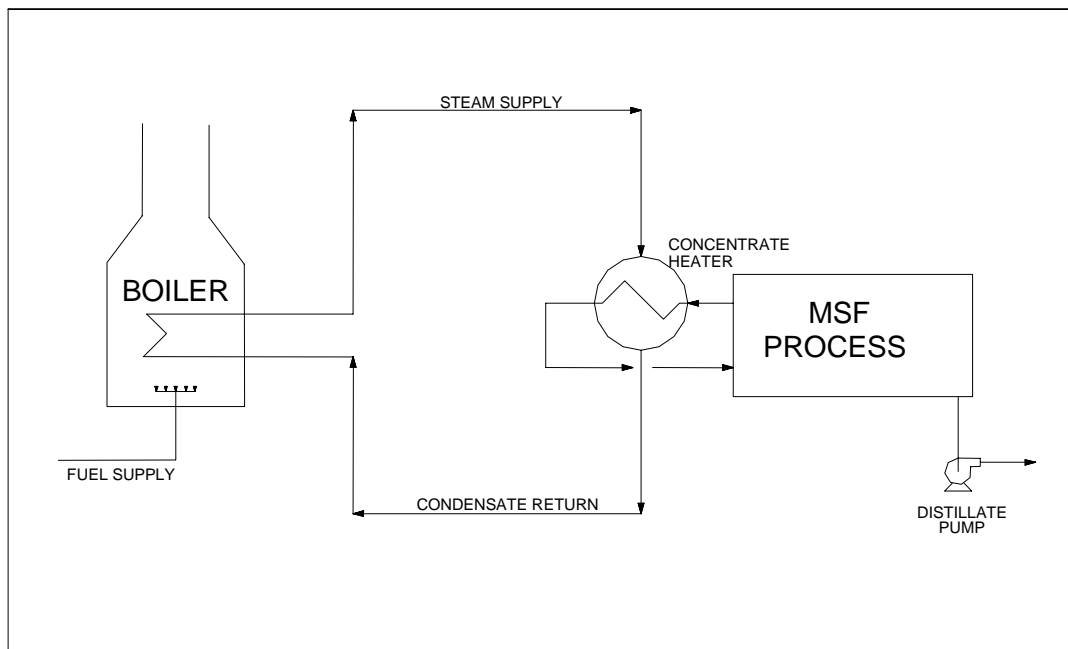 STEAM SUPPLY
CONCENTRATE
HEATER
BOILER
MSF
PROCESS
FUEL SUPPLY
CONDENSATE RETURN
DISTILLATE
PUMP